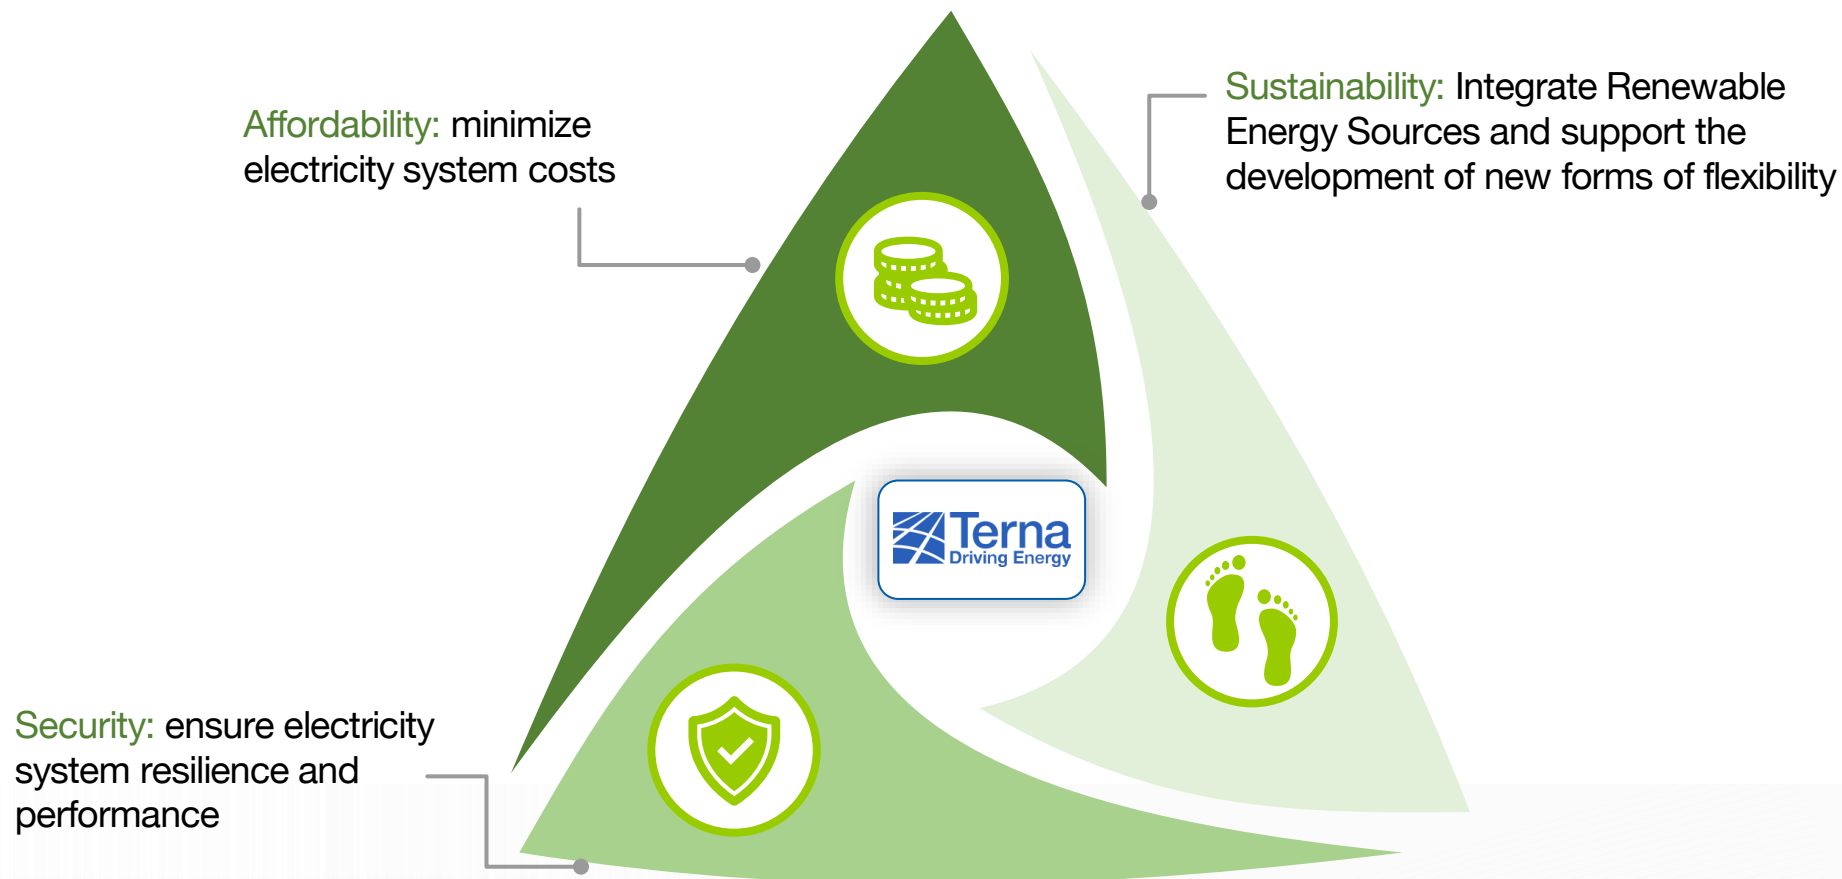 Affordability: minimize
electricity system costs
Sustainability: Integrate Renewable
Energy Sources and support the
development of new forms of flexibility
Terna
Driving Energy
Security: ensure electricity
system resilience and
performance